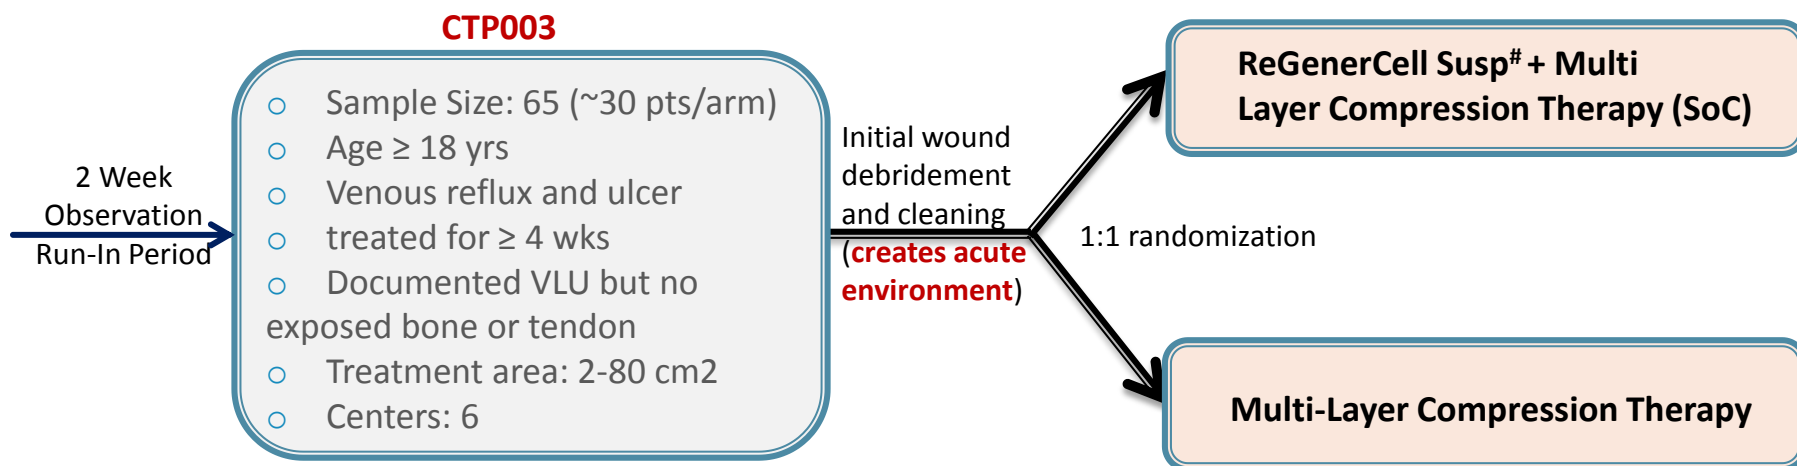 CTP003
2 Week
Observation
Run-In Period
o Sample Size: 65 (~30 pts/arm)
o Age ≥ 18 yrs
o Venous reflux and ulcer
o treated for ≥ 4 wks
o Documented VLU but no
exposed bone or tendon
o Treatment area: 2-80 cm2
o Centers: 6
Initial wound
debridement
and cleaning
(creates acute
environment)
1:1 randomization
ReGenerCell Susp# + Multi
Layer Compression Therapy (SoC)
Multi-Layer Compression Therapy